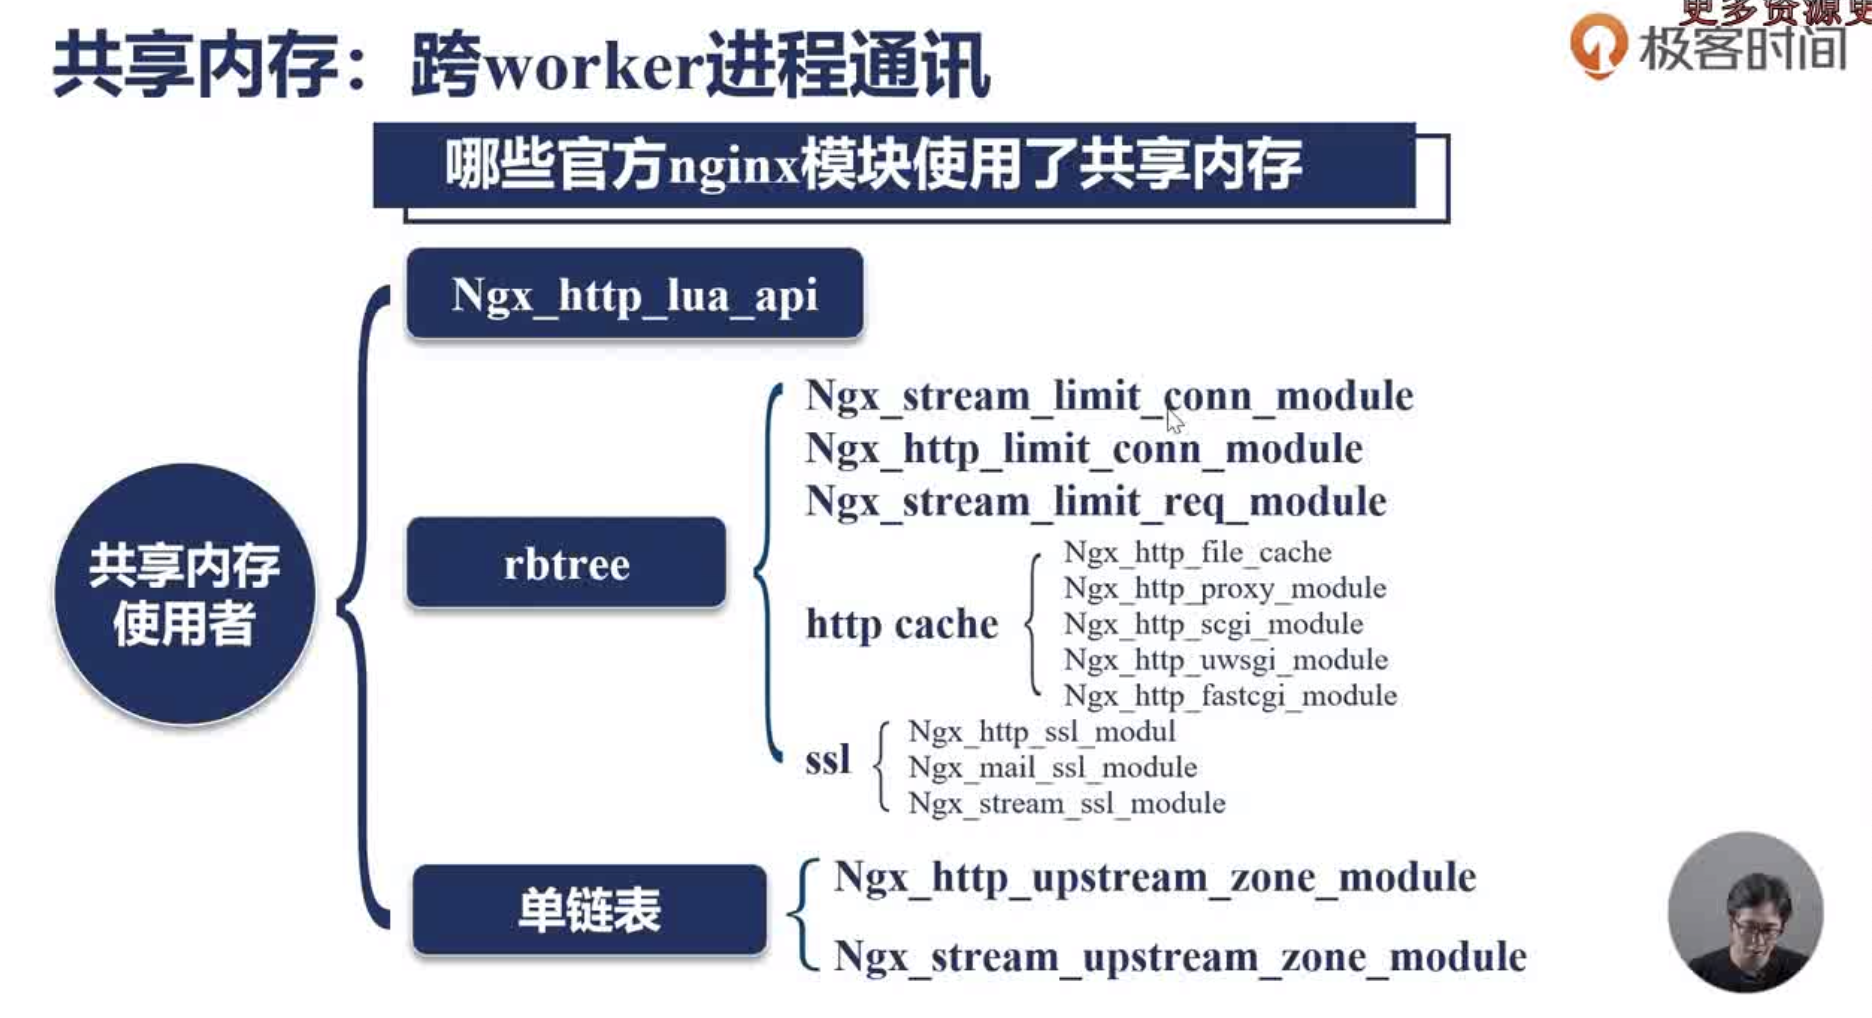 更多资源更
极客时间
共享内存：跨worker进程通讯
哪些官方nginx模块使用了共享内存
共享内存
使用者
Ngx_http_lua_api
rbtree
Ngx_stream_limit_conn_module
Ngx_http_limit_conn_module
Ngx_stream_limit_req_module
http cache
Ngx_http_file_cache
Ngx_http_proxy_module
Ngx_http_scgi_module
Ngx_http_uwsgi_module
Ngx_http_fastcgi_module
ssl
Ngx_http_ssl_modul
Ngx_mail_ssl_module
Ngx_stream_ssl_module
单链表
Ngx_http_upstream_zone_module
Ngx_stream_upstream_zone_module